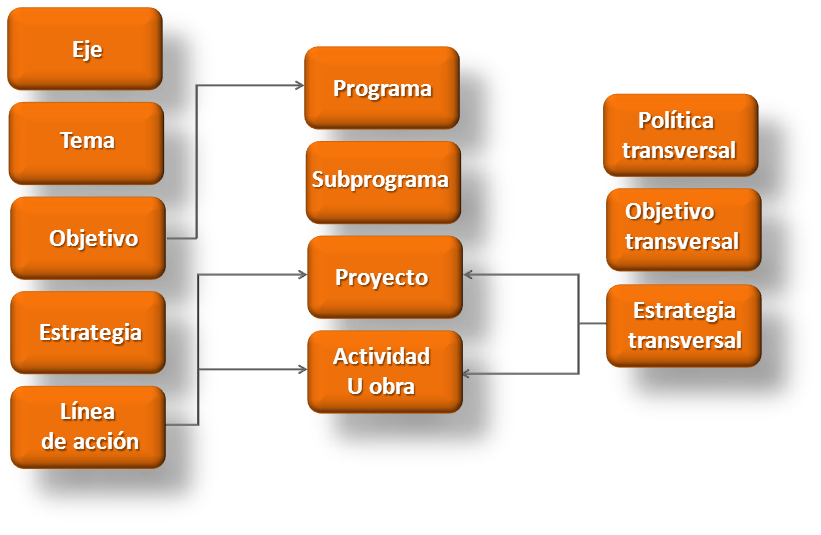 Eje
Tema
Objetivo
Estrategia
Línea
de acción
Programa
Subprograma
Proyecto
Actividad
U obra
Política
transversal
Objetivo
transversal
Estrategia
transversal